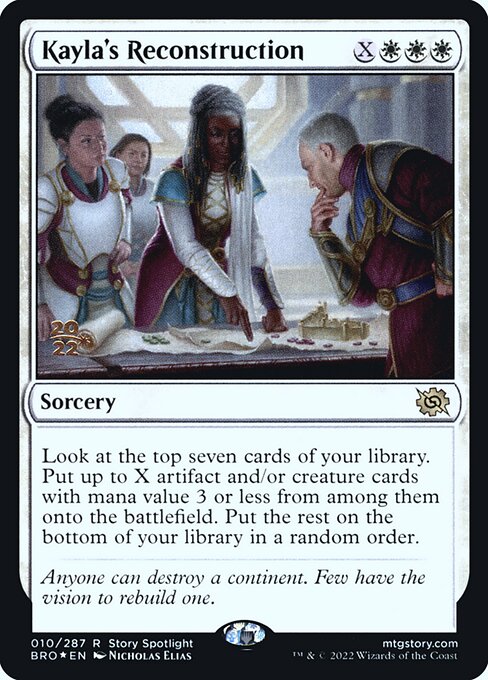 Kayla's Reconstruction X
20
22
Sorcery
Look at the top seven cards of your library.
Put up to X artifact and/or creature cards
with mana value 3 or less from among them
onto the battlefield. Put the rest on the
bottom of your library in a random order.
Anyone can destroy a continent. Few have the
vision to rebuild one.
010/287 R Story Spotlight mtgstory.com
BRO EN Nicholas Elias ™ & © 2022 Wizards of the Coast